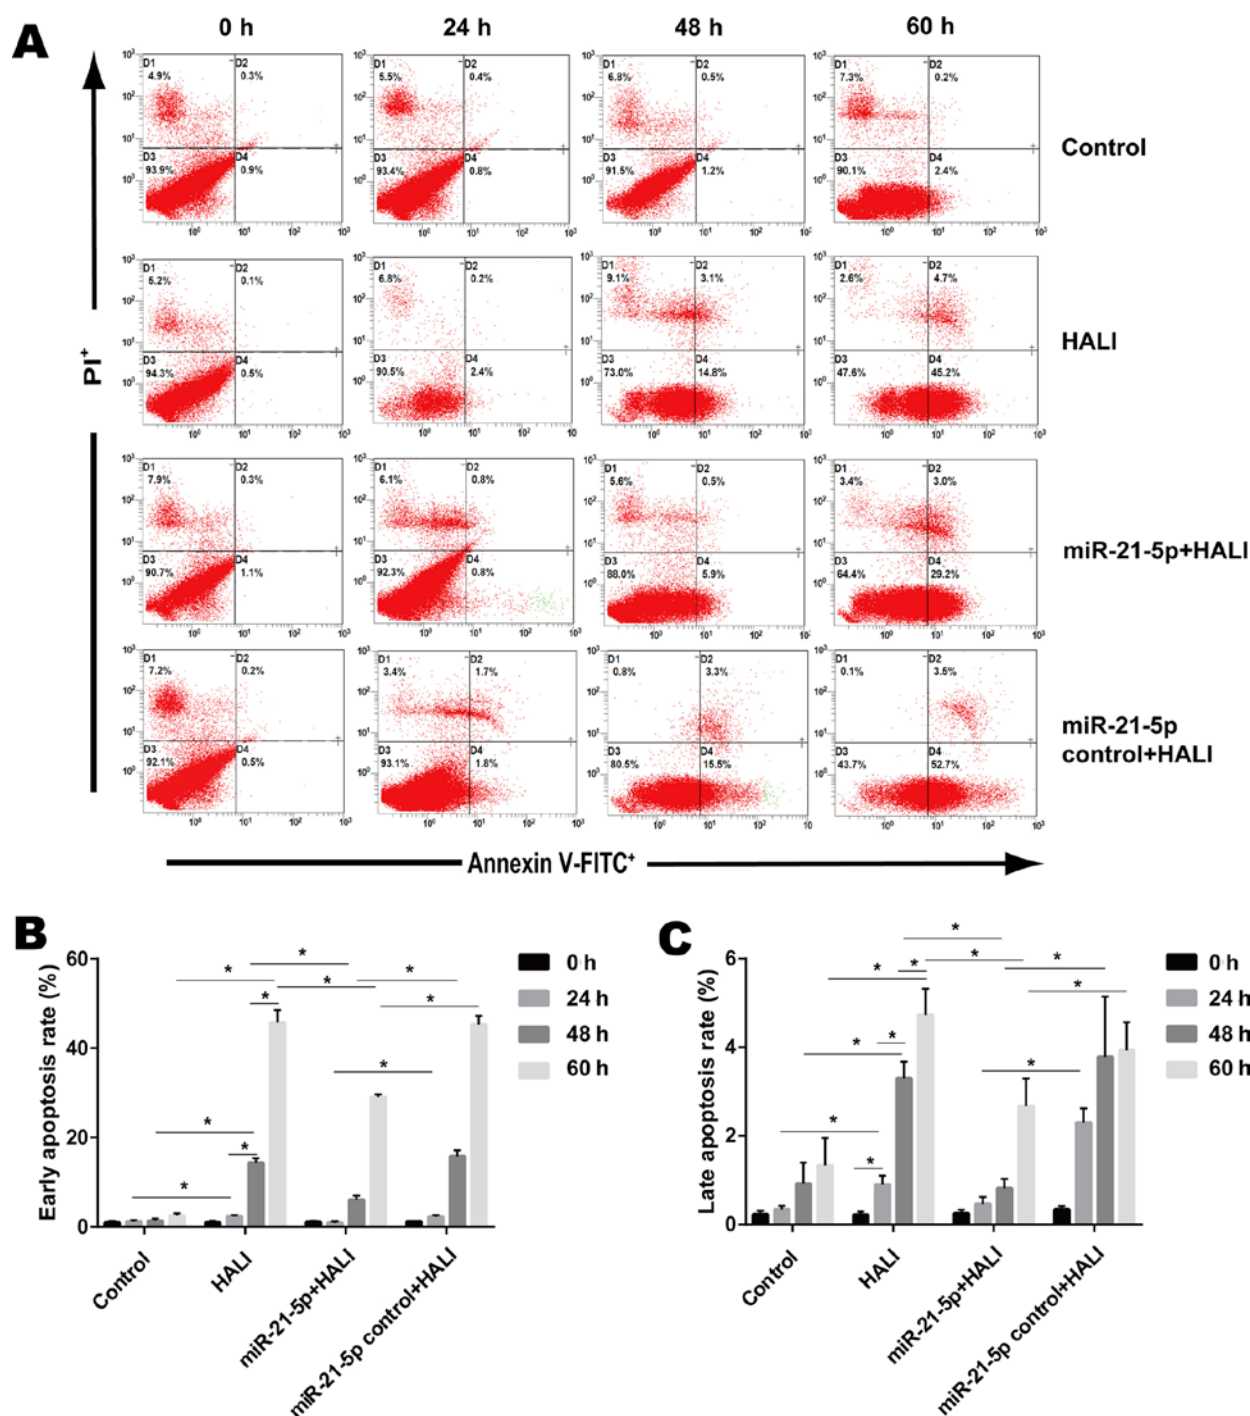 A
0 h 24 h 48 h 60 h
D1 D2 D1 D2 D1 D2 D1 D2
4.9% 0.3% 5.5% 0.4% 6.8% 0.5% 7.3% 0.2%
D3 D4 D3 D4 D3 D4 D3 D4
93.9% 0.9% 93.4% 0.8% 91.5% 1.2% 90.1% 2.4%
Control
D1 D2 D1 D2 D1 D2 D1 D2
5.2% 0.1% 6.8% 0.2% 9.1% 3.1% 2.6% 4.7%
D3 D4 D3 D4 D3 D4 D3 D4
94.3% 0.5% 90.5% 2.4% 73.0% 14.8% 47.6% 45.2%
HALI
PI+
D1 D2 D1 D2 D1 D2 D1 D2
7.9% 0.3% 6.1% 0.8% 5.6% 0.5% 3.4% 3.0%
D3 D4 D3 D4 D3 D4 D3 D4
90.7% 1.1% 92.3% 0.8% 88.0% 5.9% 64.4% 29.2%
miR-21-5p+HALI
D1 D2 D1 D2 D1 D2 D1 D2
7.2% 0.2% 3.4% 1.7% 0.8% 3.3% 0.1% 3.5%
D3 D4 D3 D4 D3 D4 D3 D4
92.1% 0.5% 93.1% 1.8% 80.5% 15.5% 43.7% 52.7%
miR-21-5p
control+HALI
Annexin V-FITC+
B
Early apoptosis rate (%)
60
40
20
0
* * * * * * * * * * *
0 h
24 h
48 h
60 h
Control
HALI
miR-21-5p+HALI
miR-21-5p control+HALI
C
Late apoptosis rate (%)
6
4
2
0
* * * * * * * * * * *
0 h
24 h
48 h
60 h
Control
HALI
miR-21-5p+HALI
miR-21-5p control+HALI